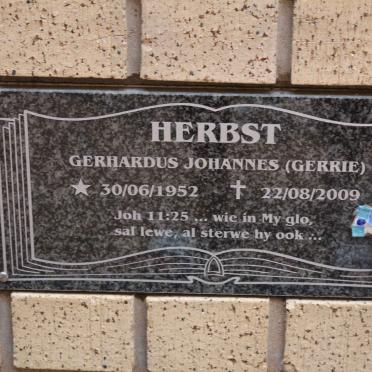 HERBST
GERHARDUS JOHANNES (GERRIE)
30/06/1952 22/08/2009
Joh 11:25 ... wie in My glo,
sal lewe, al sterwe hy ook ...